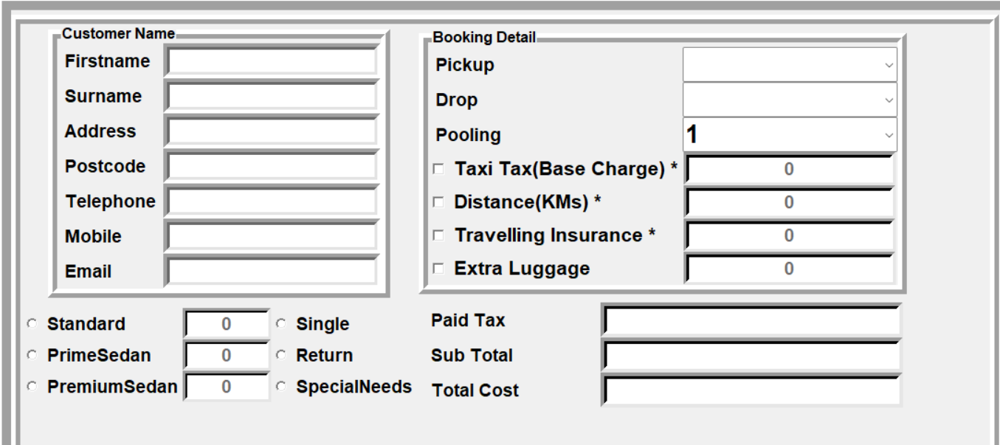 Customer Name
Firstname
Surname
Address
Postcode
Telephone
Mobile
Email
Booking Detail
Pickup
Drop
Pooling 1
Taxi Tax(Base Charge) * 0
Distance(KMs) * 0
Travelling Insurance * 0
Extra Luggage 0
Standard 0 Single
PrimeSedan 0 Return
PremiumSedan 0 SpecialNeeds
Paid Tax
Sub Total
Total Cost